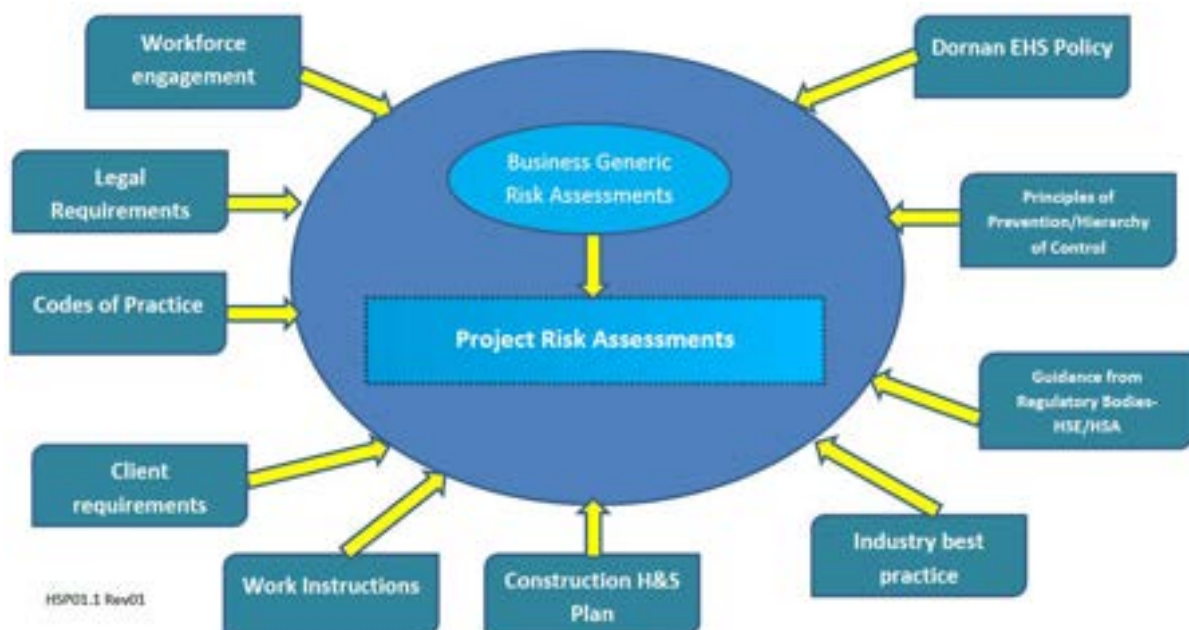 Workforce
engagement
Dornan EHS Policy
Business Generic
Risk Assessments
Legal
Requirements
Principles of
Prevention/Hierarchy
of Control
Codes of Practice
Project Risk Assessments
Guidance from
Regulatory Bodies-
HSE/HSA
Client
requirements
Industry best
practice
Work Instructions
Construction H&S
Plan
HSP01.1 Rev01